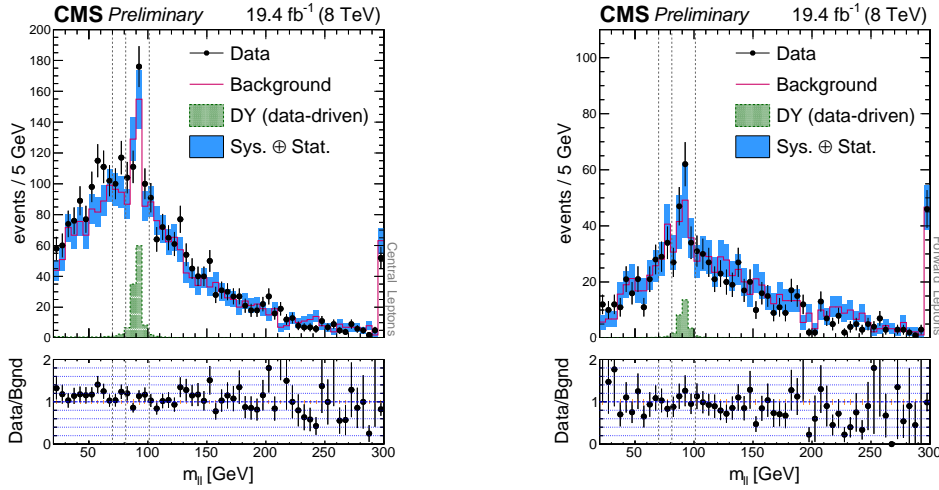 CMS Preliminary 19.4 fb⁻¹ (8 TeV)
events / 5 GeV
200
180
160
140
120
100
80
60
40
20
0
Data
Background
DY (data-driven)
Sys. ⊕ Stat.
Central Leptons
Data/Bgnd
2
1
0
50 100 150 200 250 300
m_ll [GeV]
CMS Preliminary 19.4 fb⁻¹ (8 TeV)
events / 5 GeV
100
80
60
40
20
0
Data
Background
DY (data-driven)
Sys. ⊕ Stat.
Forward Leptons
Data/Bgnd
2
1
0
50 100 150 200 250 300
m_ll [GeV]